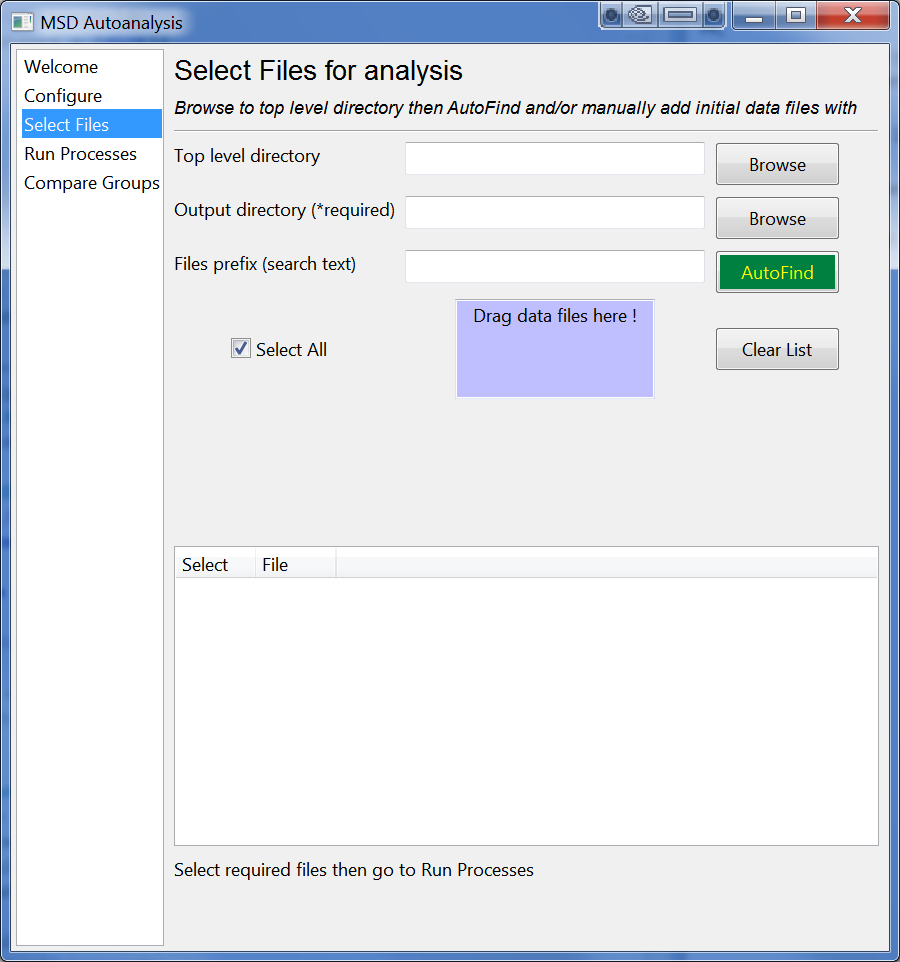 MSD Autoanalysis
Welcome
Configure
Select Files
Run Processes
Compare Groups
Select Files for analysis
Browse to top level directory then AutoFind and/or manually add initial data files with
Top level directory
Browse
Output directory (*required)
Browse
Files prefix (search text)
AutoFind
Drag data files here !
Select All
Clear List
Select File
Select required files then go to Run Processes